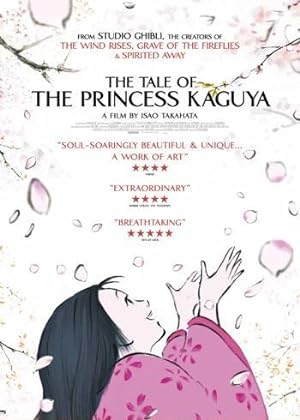 FROM STUDIO GHIBLI, THE CREATORS OF
THE WIND RISES, GRAVE OF THE FIREFLIES
& SPIRITED AWAY
THE TALE OF
THE PRINCESS KAGUYA
A FILM BY ISAO TAKAHATA
"SOUL-SOARINGLY BEAUTIFUL & UNIQUE...
A WORK OF ART"
★★★★
"EXTRAORDINARY"
★★★★
"BREATHTAKING"
★★★★★